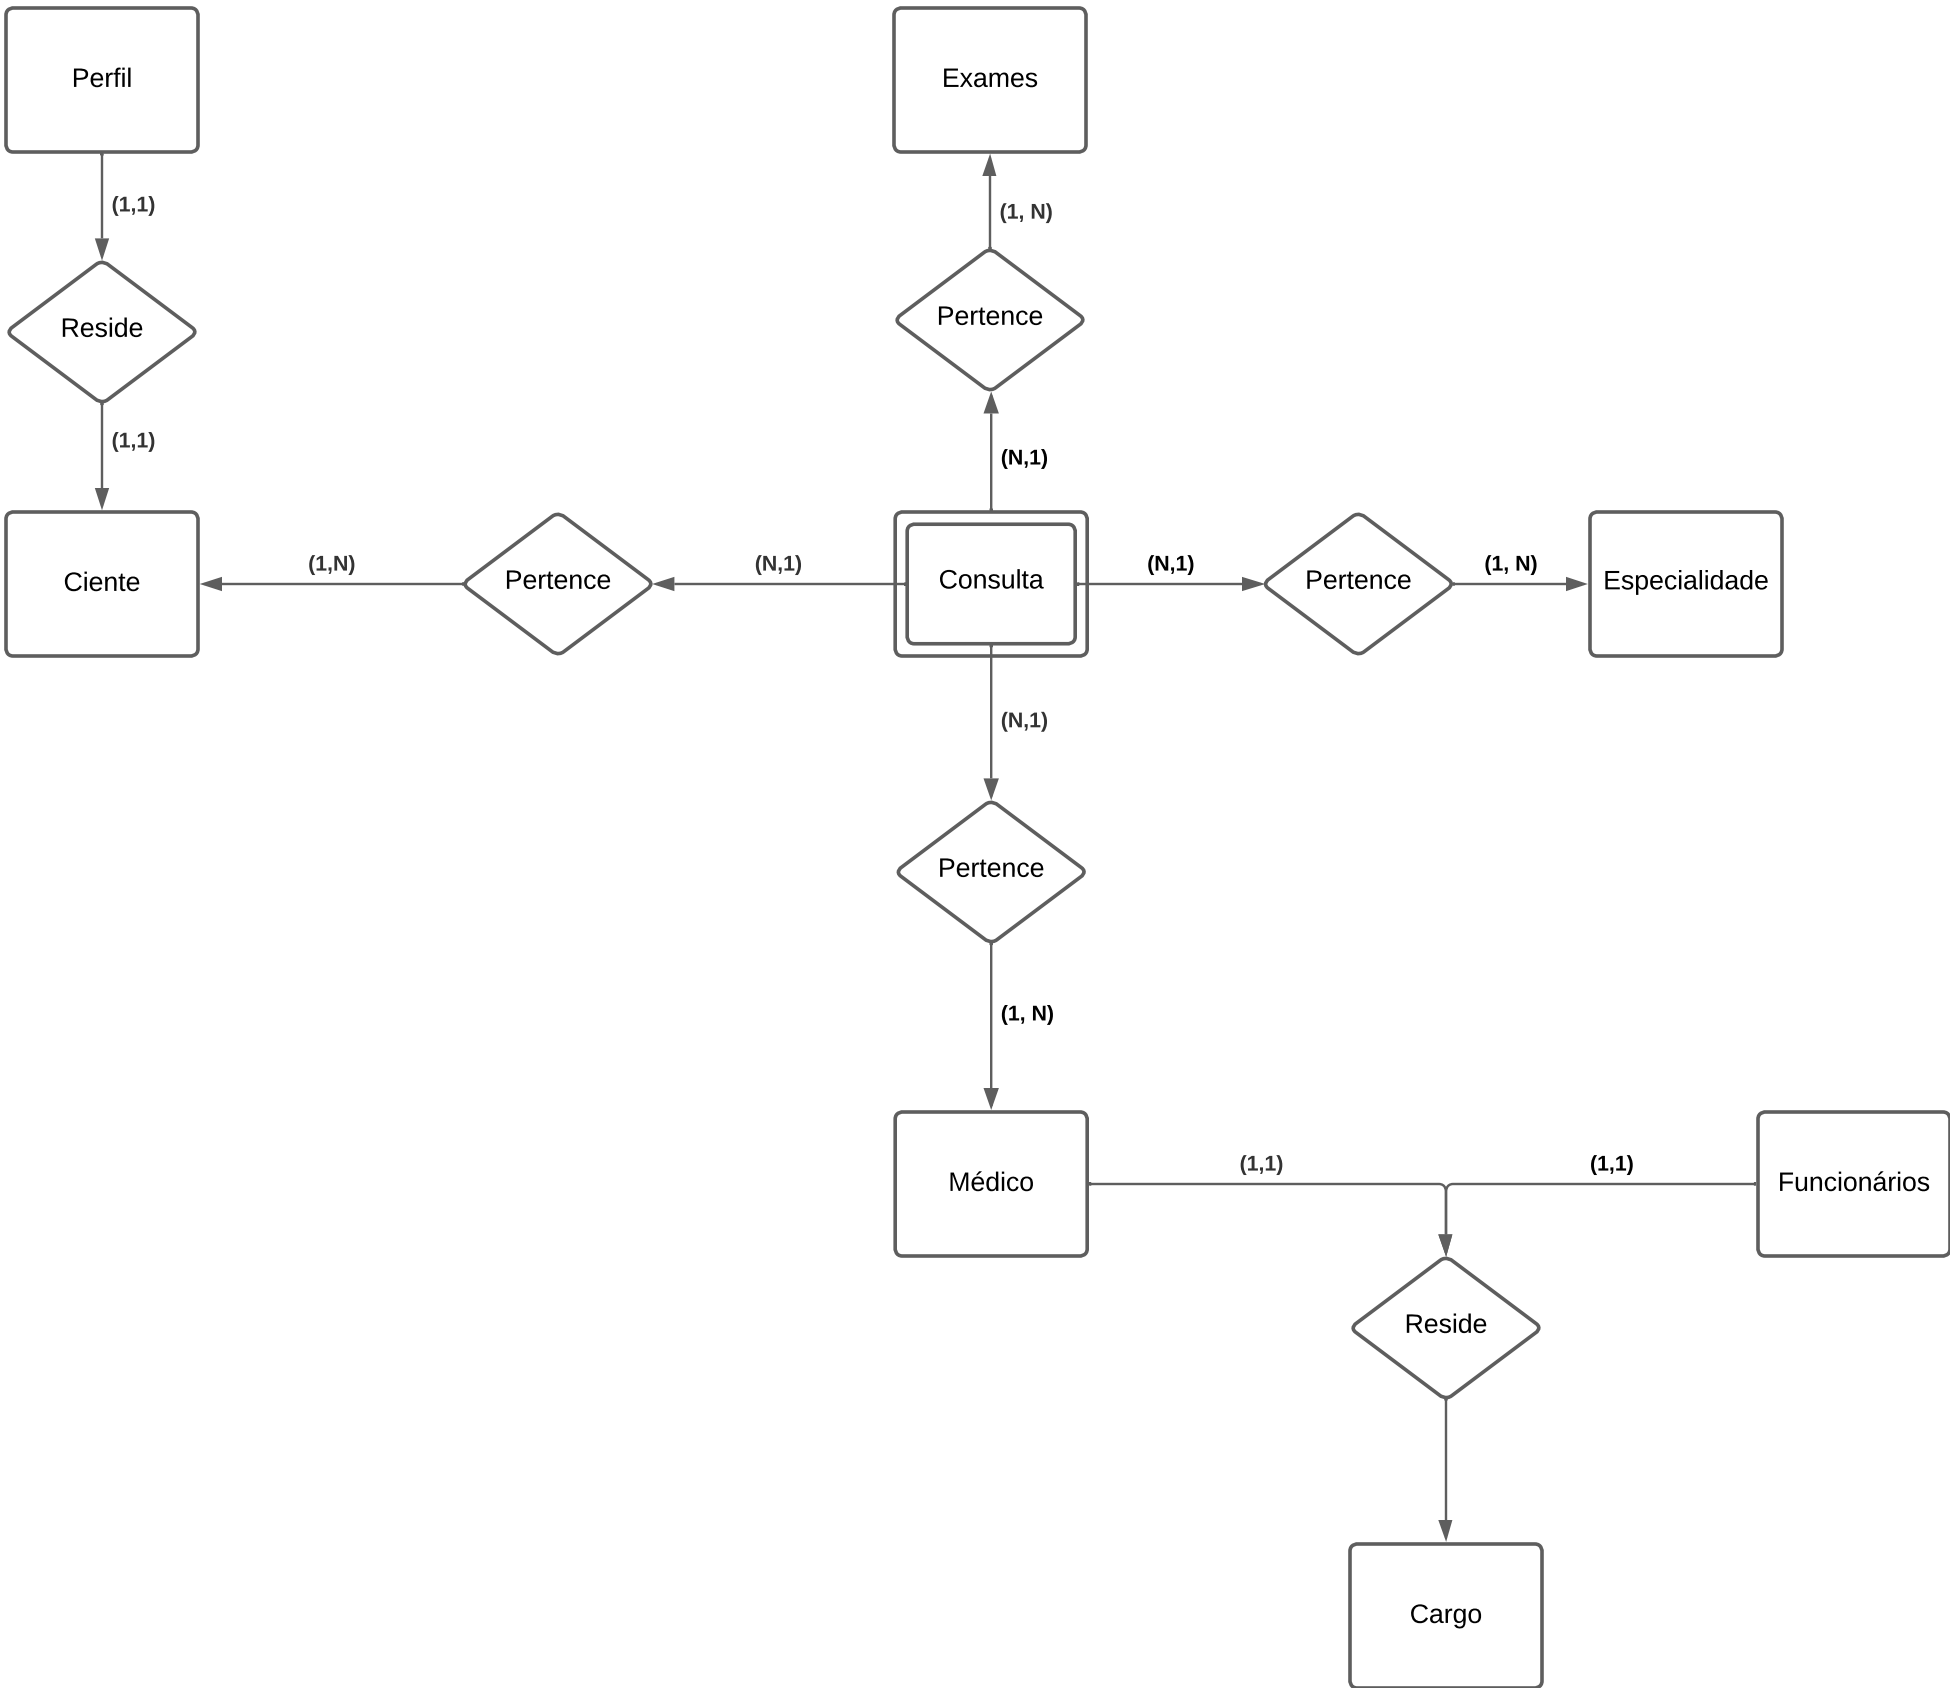 Perfil
Exames
(1,1)
(1, N)
Reside
Pertence
(1,1)
(N,1)
Ciente
(1,N)
Pertence
(N,1)
Consulta
(N,1)
Pertence
(1, N)
Especialidade
(N,1)
Pertence
(1, N)
Médico
(1,1)
(1,1)
Funcionários
Reside
Cargo